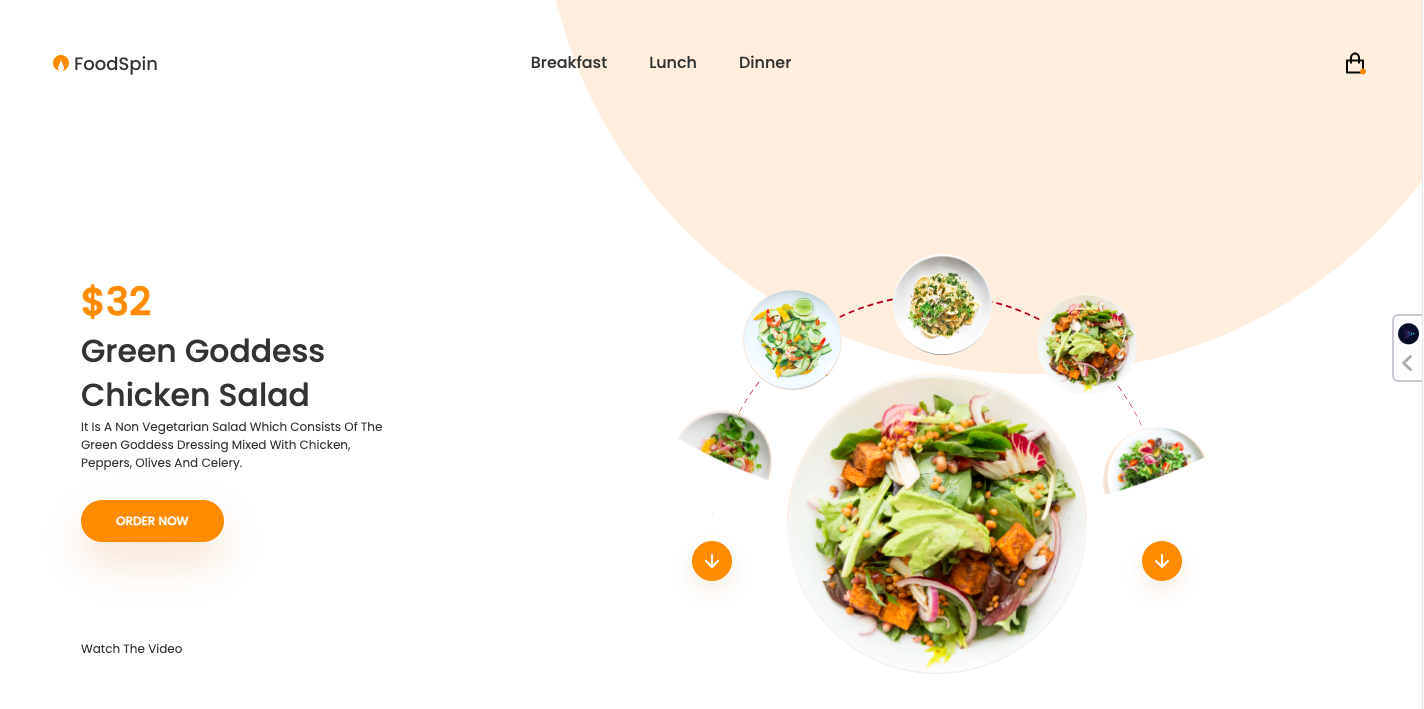 FoodSpin
Breakfast
Lunch
Dinner
$32
Green Goddess
Chicken Salad
It Is A Non Vegetarian Salad Which Consists Of The
Green Goddess Dressing Mixed With Chicken,
Peppers, Olives And Celery.
ORDER NOW
Watch The Video